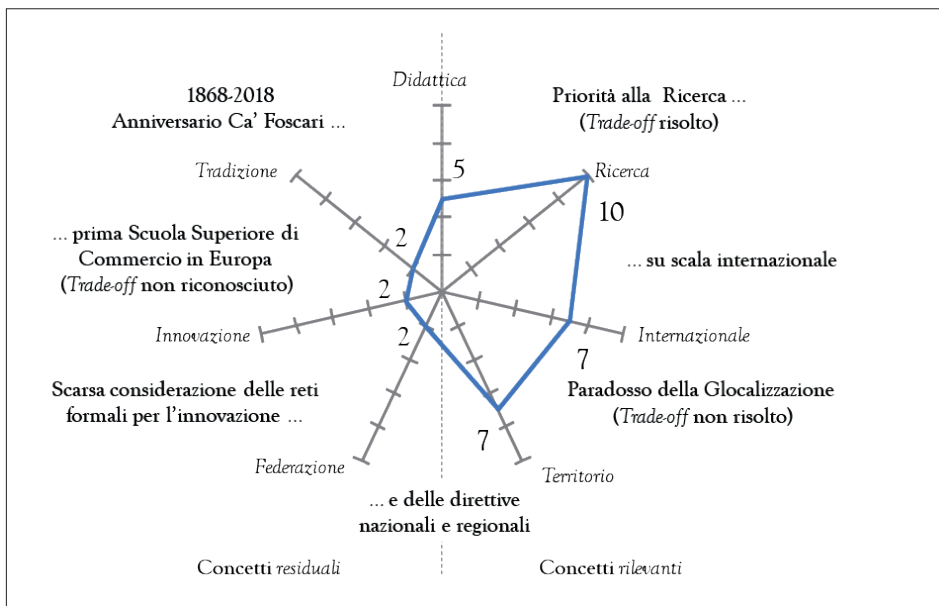 Didattica
1868-2018
Anniversario Ca' Foscari ...
Priorità alla Ricerca ...
(Trade-off risolto)
Tradizione
5
Ricerca
10
2
... prima Scuola Superiore di
Commercio in Europa
(Trade-off non riconosciuto)
... su scala internazionale
2
Innovazione
2
Internazionale
7
Scarsa considerazione delle reti
formali per l'innovazione ...
Paradosso della Glocalizzazione
(Trade-off non risolto)
7
Federazione
Territorio
... e delle direttive
nazionali e regionali
Concetti residuali
Concetti rilevanti